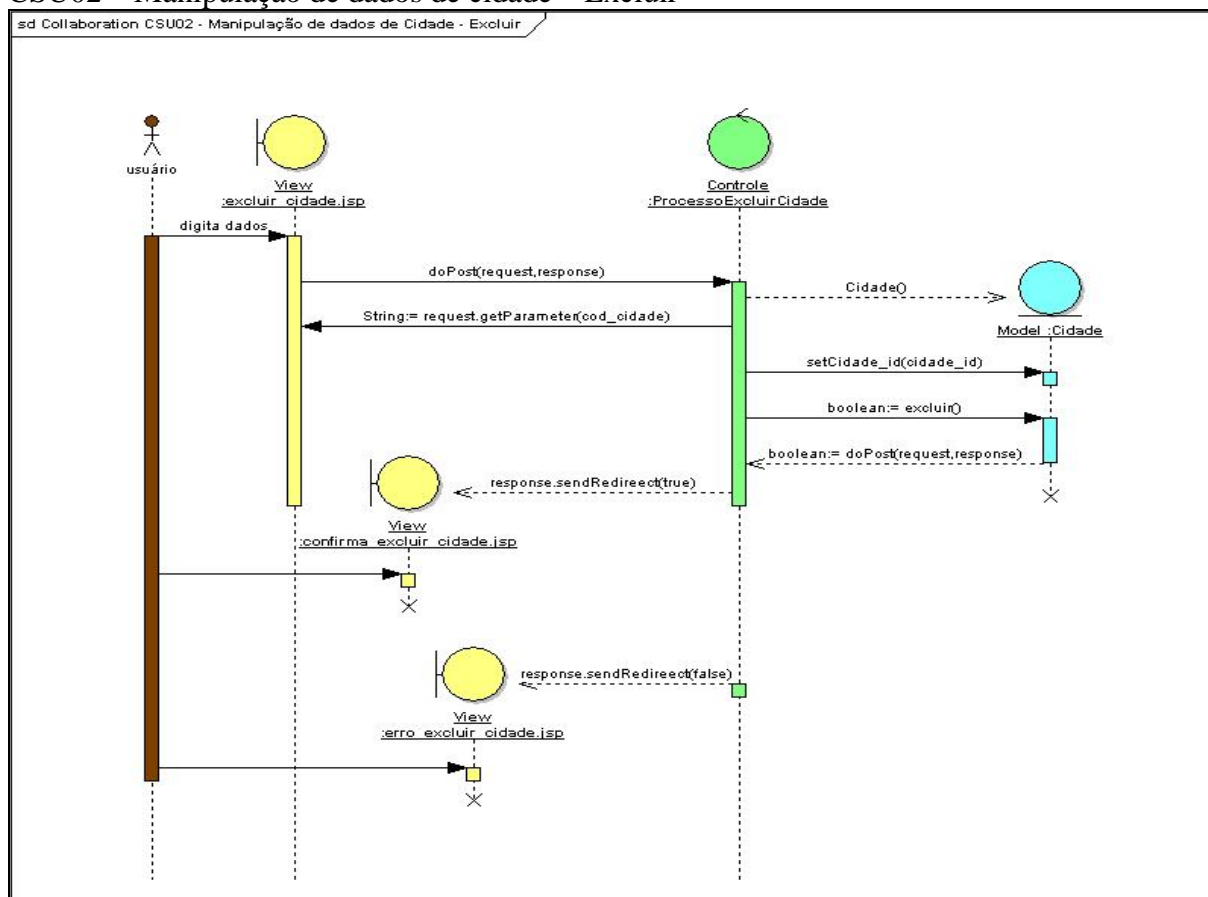 CSU02 – Manipulação de dados de cidade – Excluir
sd Collaboration CSU02 - Manipulação de dados de Cidade - Excluir
usuário
View
:excluir_cidade.jsp
Controle
:ProcessoExcluirCidade
digita dados
doPost(request,response)
Cidade()
String:= request.getParameter(cod_cidade)
Model :Cidade
setCidade_id(cidade_id)
boolean:= excluir()
boolean:= doPost(request,response)
response.sendRedireect(true)
View
:confirma_excluir_cidade.jsp
response.sendRedireect(false)
View
:erro_excluir_cidade.jsp